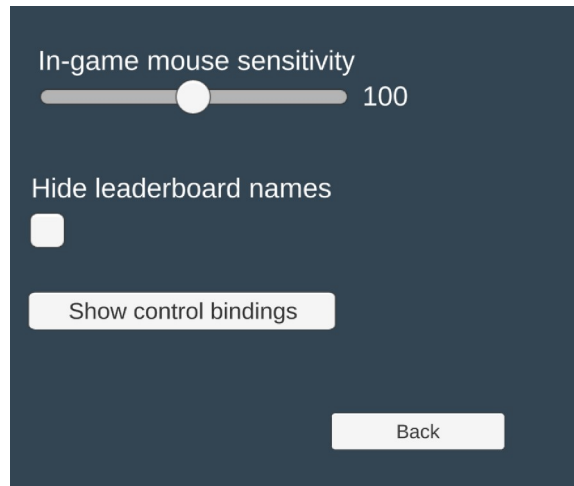 In-game mouse sensitivity
100
Hide leaderboard names
Show control bindings
Back